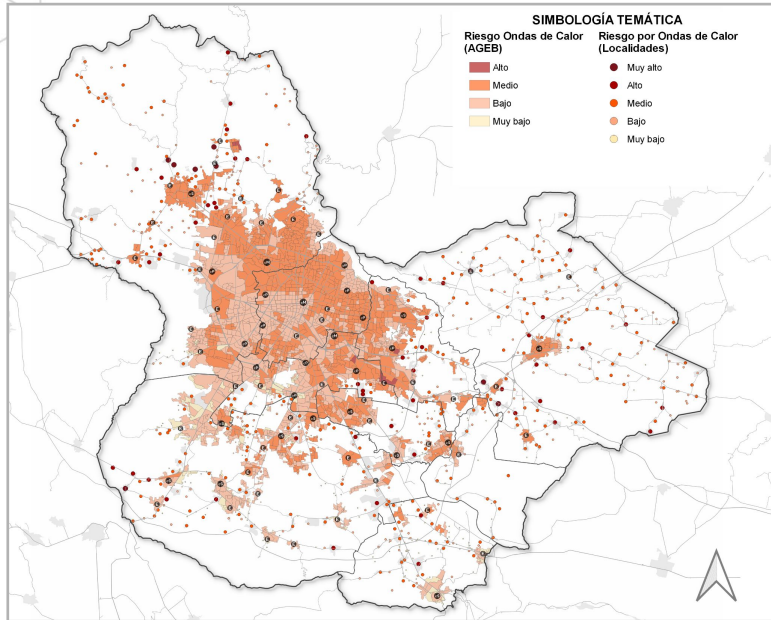 SIMBOLOGÍA TEMÁTICA
Riesgo Ondas de Calor
(AGEB)
Alto
Medio
Bajo
Muy bajo
Riesgo por Ondas de Calor
(Localidades)
Muy alto
Alto
Medio
Bajo
Muy bajo